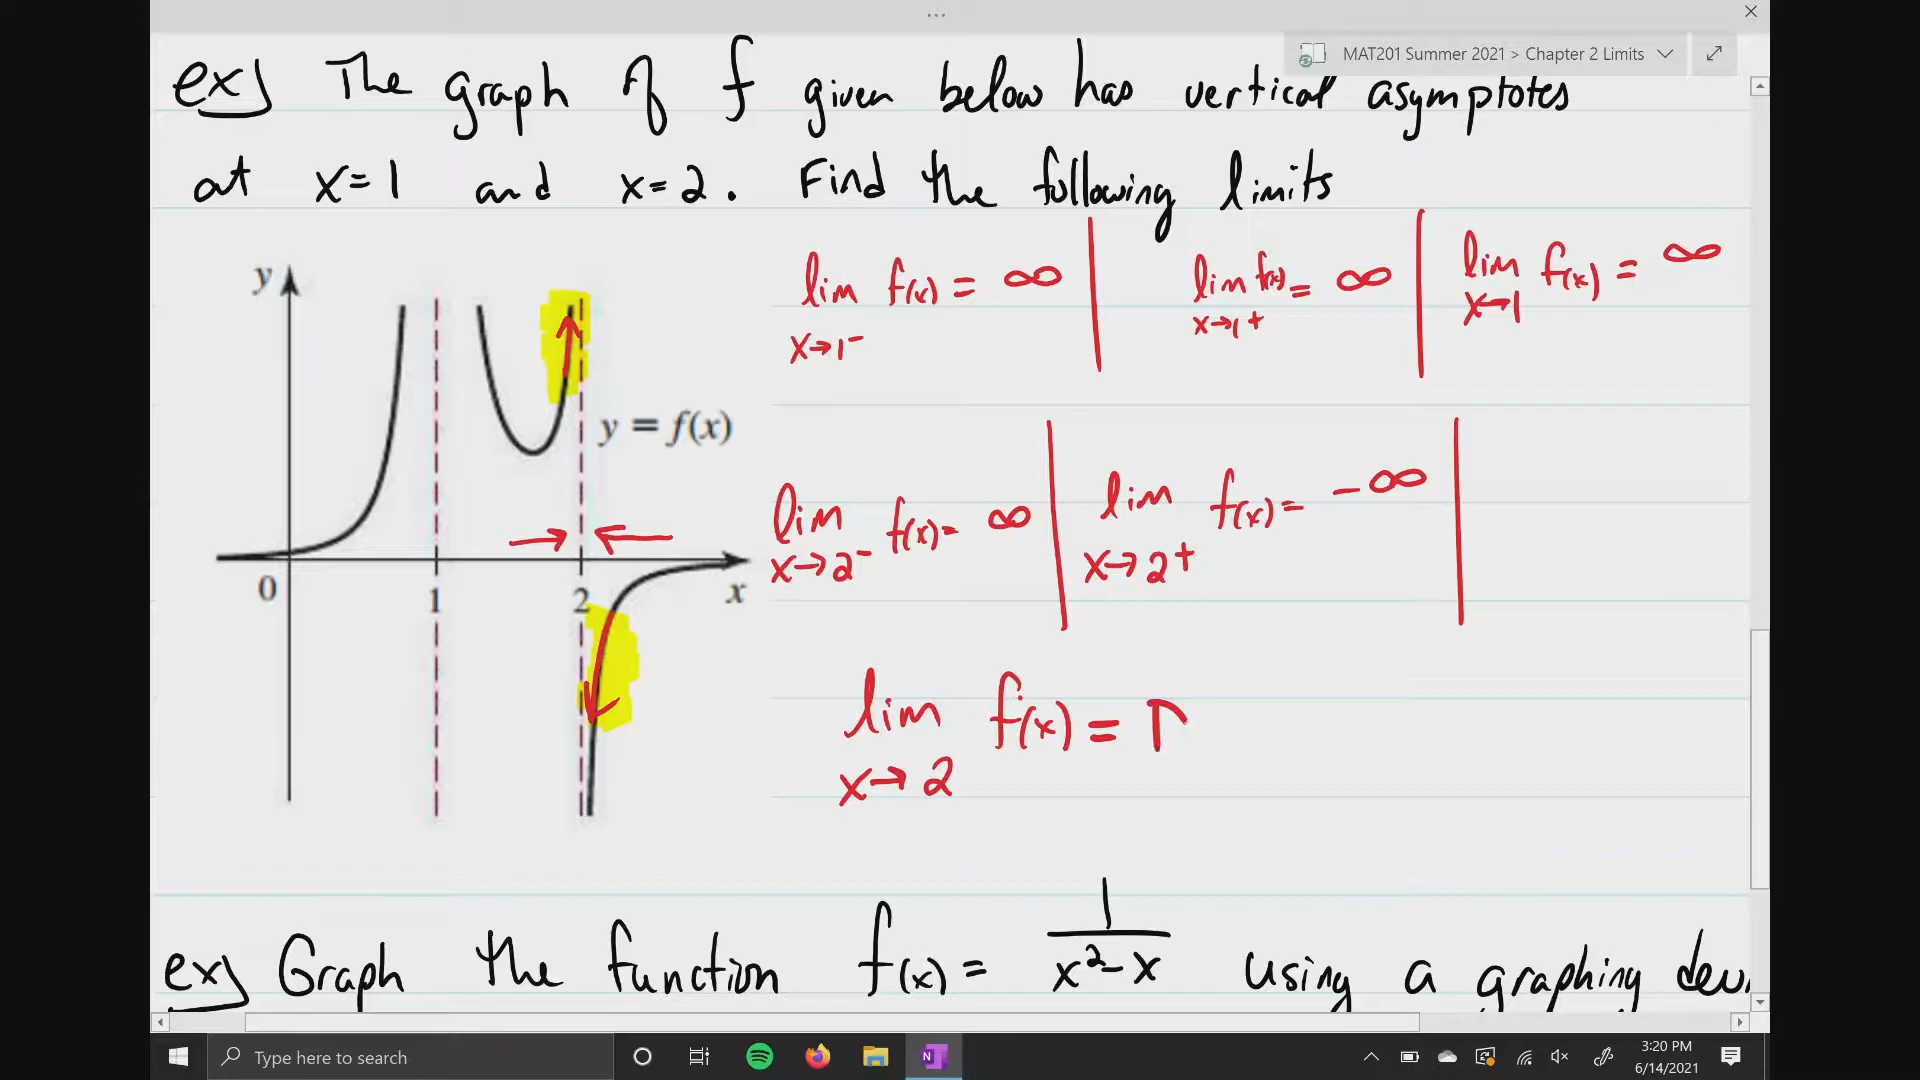 MAT201 Summer 2021 > Chapter 2 Limits
ex) The graph of f given below has vertical asymptotes
at x=1 and x=2. Find the following limits
lim f(x) = ∞ | lim f(x) = ∞ | lim f(x) = ∞
x→1⁻ x→1⁺ x→1
y
y = f(x)
lim f(x) = ∞ | lim f(x) = -∞ |
x→2⁻ x→2⁺
0 1 2 x
lim f(x) =
x→2
ex) Graph the function f(x) = 1/(x²-x) using a graphing
Type here to search
3:20 PM
6/14/2021